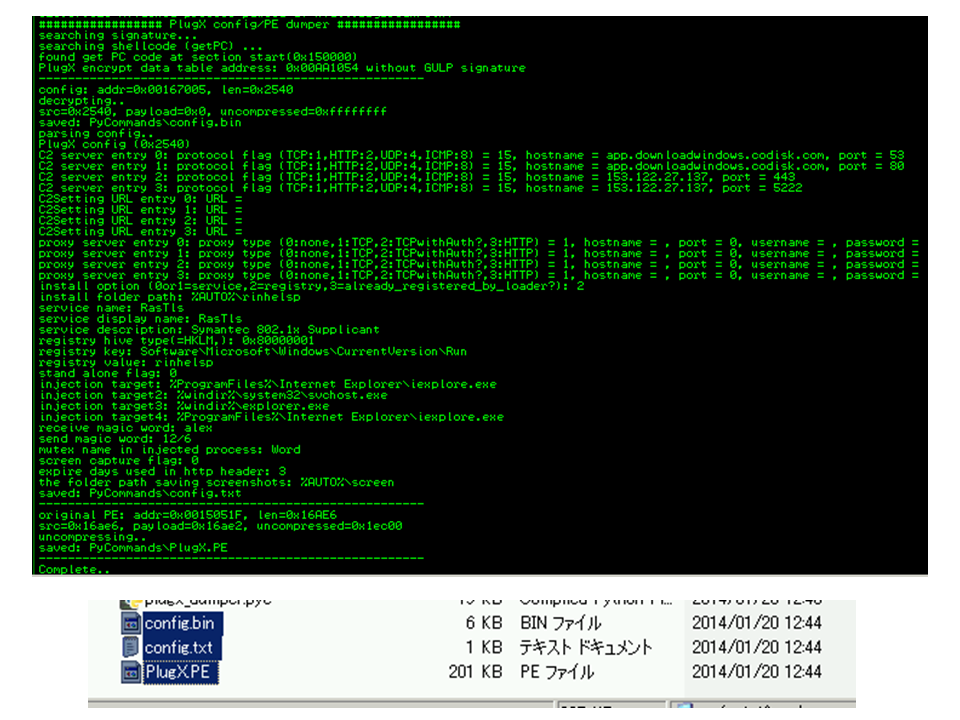 ################## PlugX config/PE dumper ##################
searching signature...
searching shellcode (getPC) ...
found get PC code at section start(0x150000)
PlugX encrypt data table address: 0x00AA1054 without GULP signature
--------------------------------------------------------
config: addr=0x00167005, len=0x2540
decrypting..
src=0x2540, payload=0x0, uncompressed=0xffffffff
saved: PyCommands\config.bin
parsing config..
PlugX config (0x2540)
C2 server entry 0: protocol flag (TCP:1,HTTP:2,UDP:4,ICMP:8) = 15, hostname = app.downloadwindows.codisk.com, port = 53
C2 server entry 1: protocol flag (TCP:1,HTTP:2,UDP:4,ICMP:8) = 15, hostname = app.downloadwindows.codisk.com, port = 80
C2 server entry 2: protocol flag (TCP:1,HTTP:2,UDP:4,ICMP:8) = 15, hostname = 153.122.27.137, port = 443
C2 server entry 3: protocol flag (TCP:1,HTTP:2,UDP:4,ICMP:8) = 15, hostname = 153.122.27.137, port = 5222
C2Setting URL entry 0: URL =
C2Setting URL entry 1: URL =
C2Setting URL entry 2: URL =
C2Setting URL entry 3: URL =
proxy server entry 0: proxy type (0:none,1:TCP,2:TCPwithAuth?,3:HTTP) = 1, hostname = , port = 0, username = , password =
proxy server entry 1: proxy type (0:none,1:TCP,2:TCPwithAuth?,3:HTTP) = 1, hostname = , port = 0, username = , password =
proxy server entry 2: proxy type (0:none,1:TCP,2:TCPwithAuth?,3:HTTP) = 1, hostname = , port = 0, username = , password =
proxy server entry 3: proxy type (0:none,1:TCP,2:TCPwithAuth?,3:HTTP) = 1, hostname = , port = 0, username = , password =
install option (0or1=service,2=registry,3=already_registered_by_loader?): 2
install folder path: %AUTO%\rinhelsp
service name: RasTls
service display name: RasTls
service description: Symantec 802.1x Supplicant
registry hive type(=HKLM,): 0x80000001
registry key: Software\Microsoft\Windows\CurrentVersion\Run
registry value: rinhelsp
stand alone flag: 0
injection target: %ProgramFiles%\Internet Explorer\iexplore.exe
injection target2: %windir%\system32\svchost.exe
injection target3: %windir%\explorer.exe
injection target4: %ProgramFiles%\Internet Explorer\iexplore.exe
receive magic word: alex
send magic word: 12/6
mutex name in injected process: Word
screen capture flag: 0
expire days used in http header: 3
the folder path saving screenshots: %AUTO%\screen
saved: PyCommands\config.txt
--------------------------------------------------------
original PE: addr=0x0015051F, len=0x16AE6
src=0x16ae6, payload=0x16ae2, uncompressed=0x1ec00
uncompressing..
saved: PyCommands\PlugX.PE
--------------------------------------------------------
Complete..
plugx_dumper.pyc 2014/01/20 12:40
config.bin 6 KB BIN ファイル 2014/01/20 12:44
config.txt 1 KB テキスト ドキュメント 2014/01/20 12:44
PlugX.PE 201 KB PE ファイル 2014/01/20 12:44